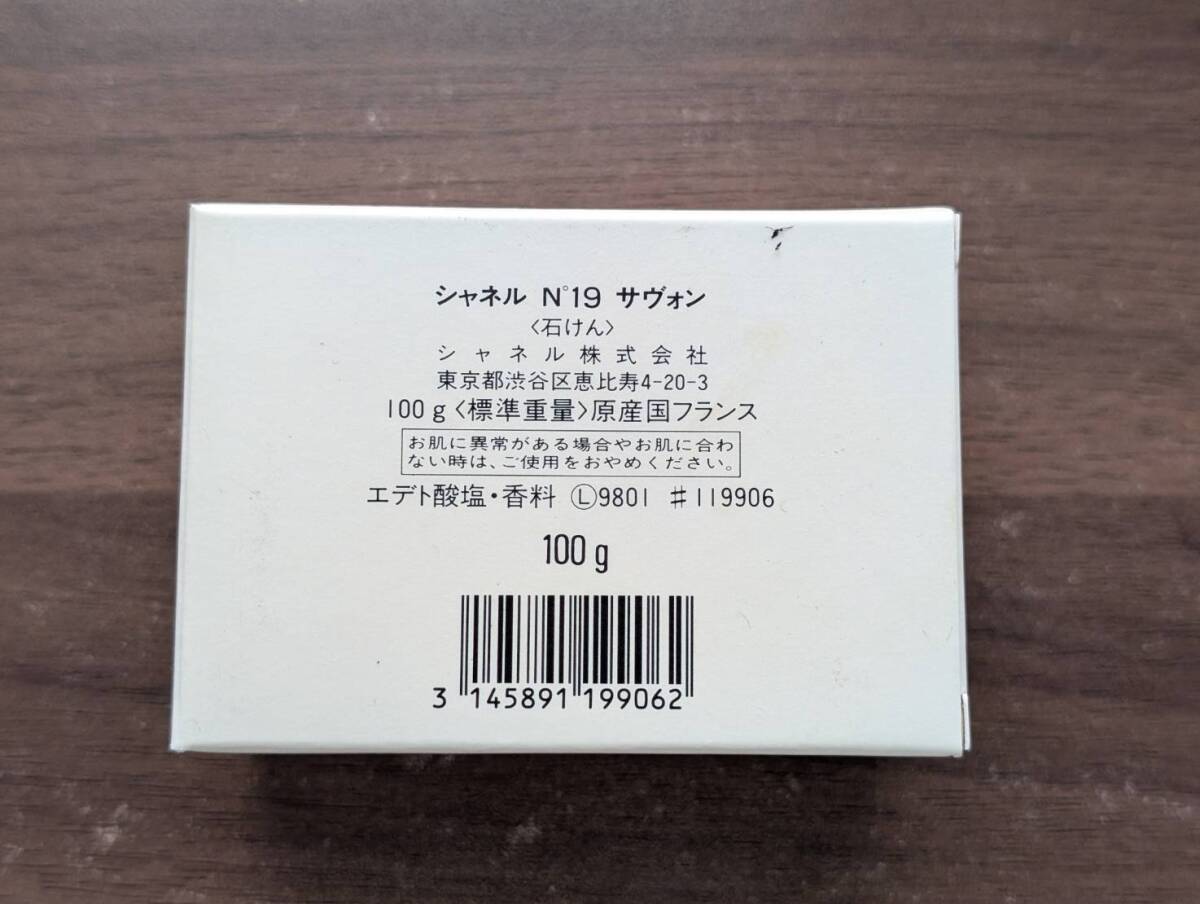 シャネル N°19 サヴォン
〈石けん〉
シャネル株式会社
東京都渋谷区恵比寿4-20-3
100g〈標準重量〉原産国フランス
お肌に異常がある場合やお肌に合わ
ない時は、ご使用をおやめください。
エデト酸塩・香料 Ⓛ9801 #119906
100g
3 145891 199062